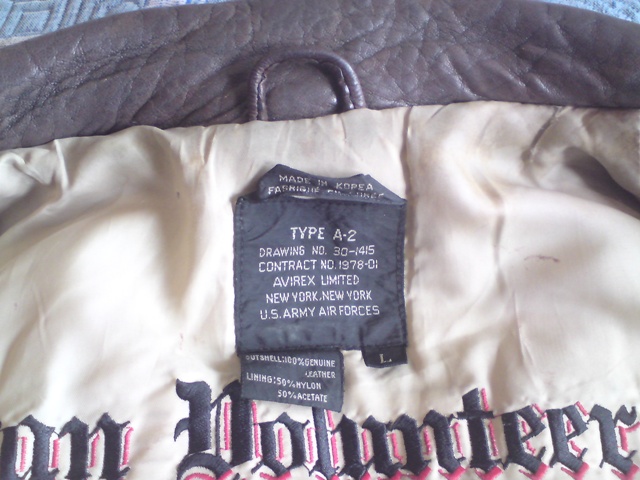 MADE IN KOREA
TYPE A-2
DRAWING NO. 30-1415
CONTRACT NO. 1978-01
AVIREX LIMITED
NEW YORK, NEW YORK
U.S. ARMY AIR FORCES
OUTSHELL: 100% GENUINE
LEATHER
LINING: 50% NYLON
50% ACETATE
L
Volunteer